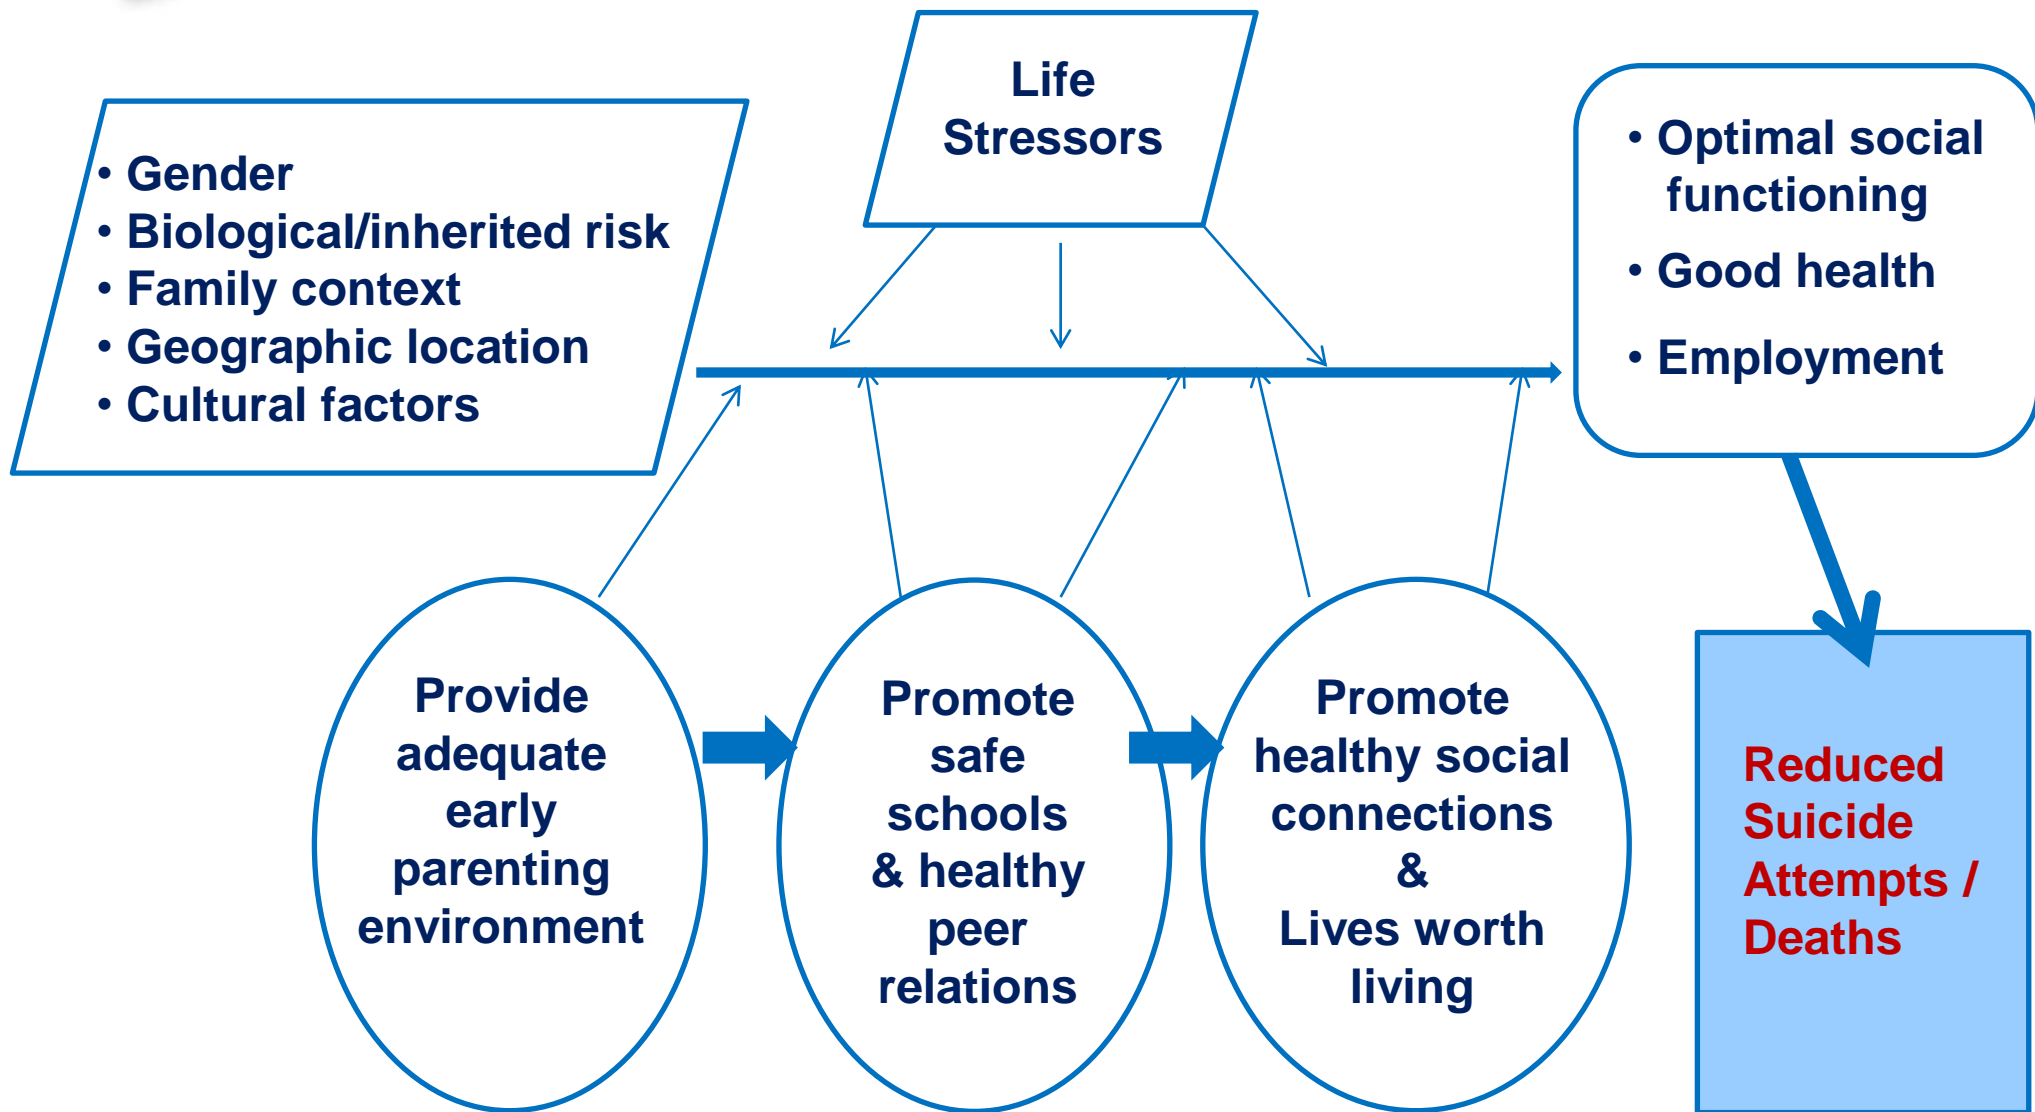 Life
Stressors
• Gender
• Biological/inherited risk
• Family context
• Geographic location
• Cultural factors
• Optimal social
functioning
• Good health
• Employment
Provide
adequate
early
parenting
environment
Promote
safe
schools
& healthy
peer
relations
Promote
healthy social
connections
&
Lives worth
living
Reduced
Suicide
Attempts /
Deaths